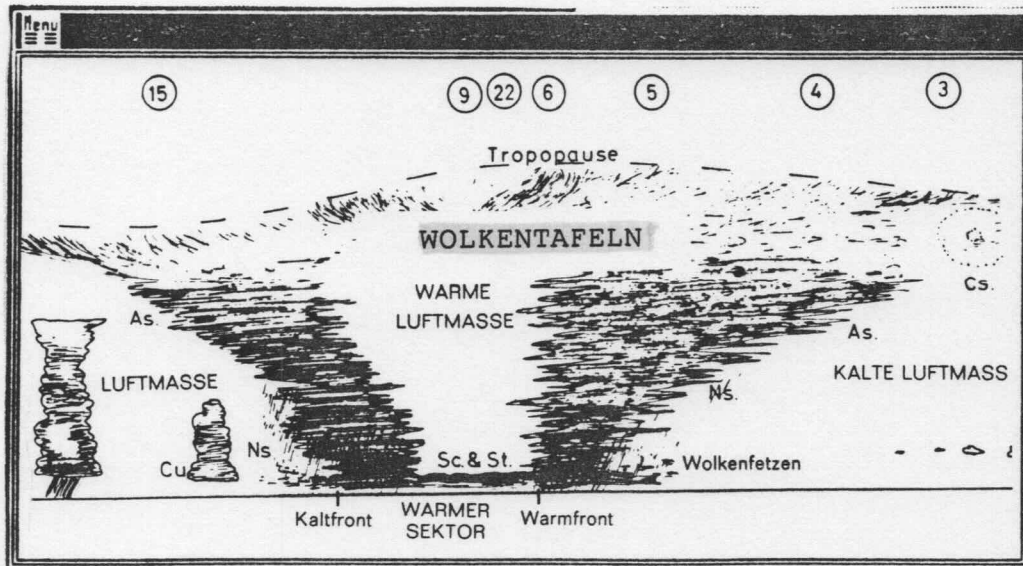 Menu
15 9 22 6 5 4 3
Tropopause
WOLKENTAFELN
Cs.
WARME
LUFTMASSE
As.
As.
LUFTMASSE
KALTE LUFTMASS
Ns.
Ns
Sc. & St.
Cu
Wolkenfetzen
Kaltfront
WARMER
SEKTOR
Warmfront